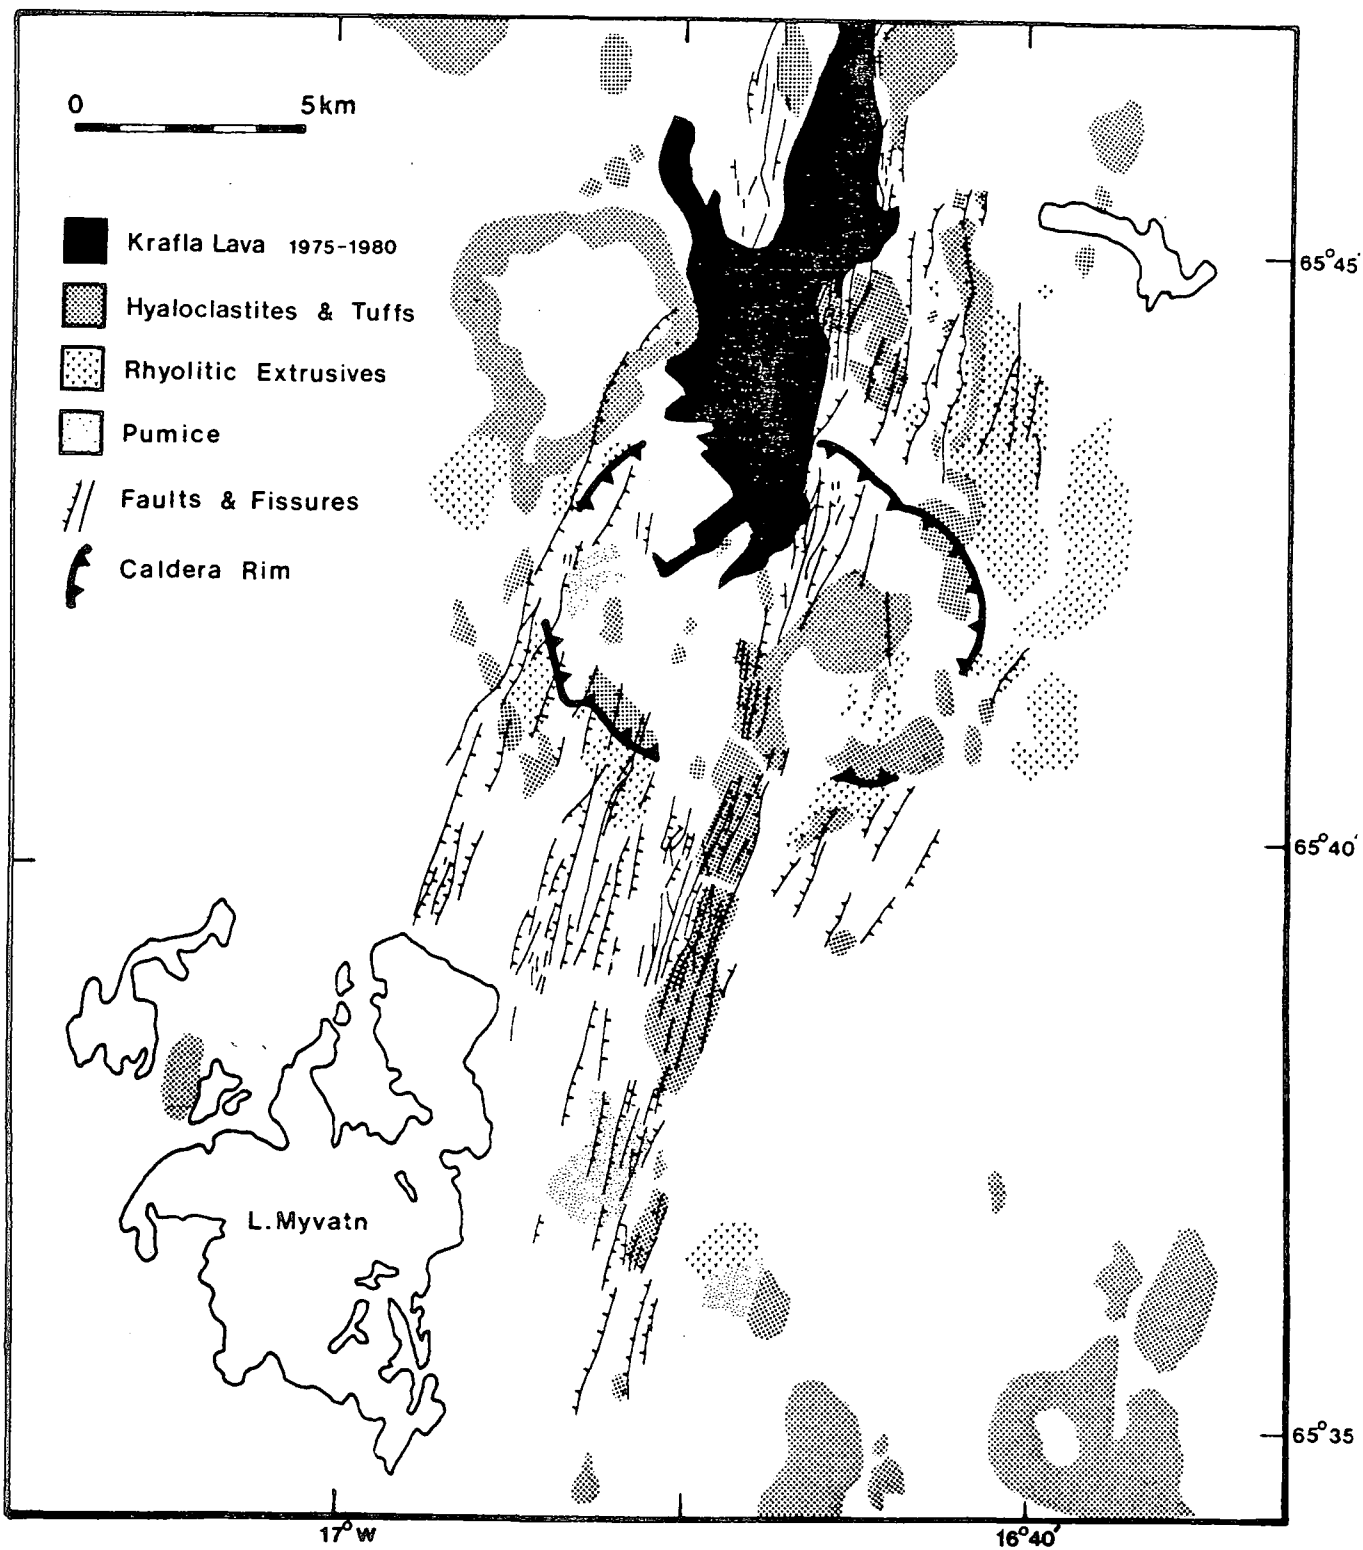 0 5km
Krafla Lava 1975-1980
Hyaloclastites & Tuffs
Rhyolitic Extrusives
Pumice
Faults & Fissures
Caldera Rim
65°45'
65°40'
L. Myvatn
65°35
17°W
16°40'